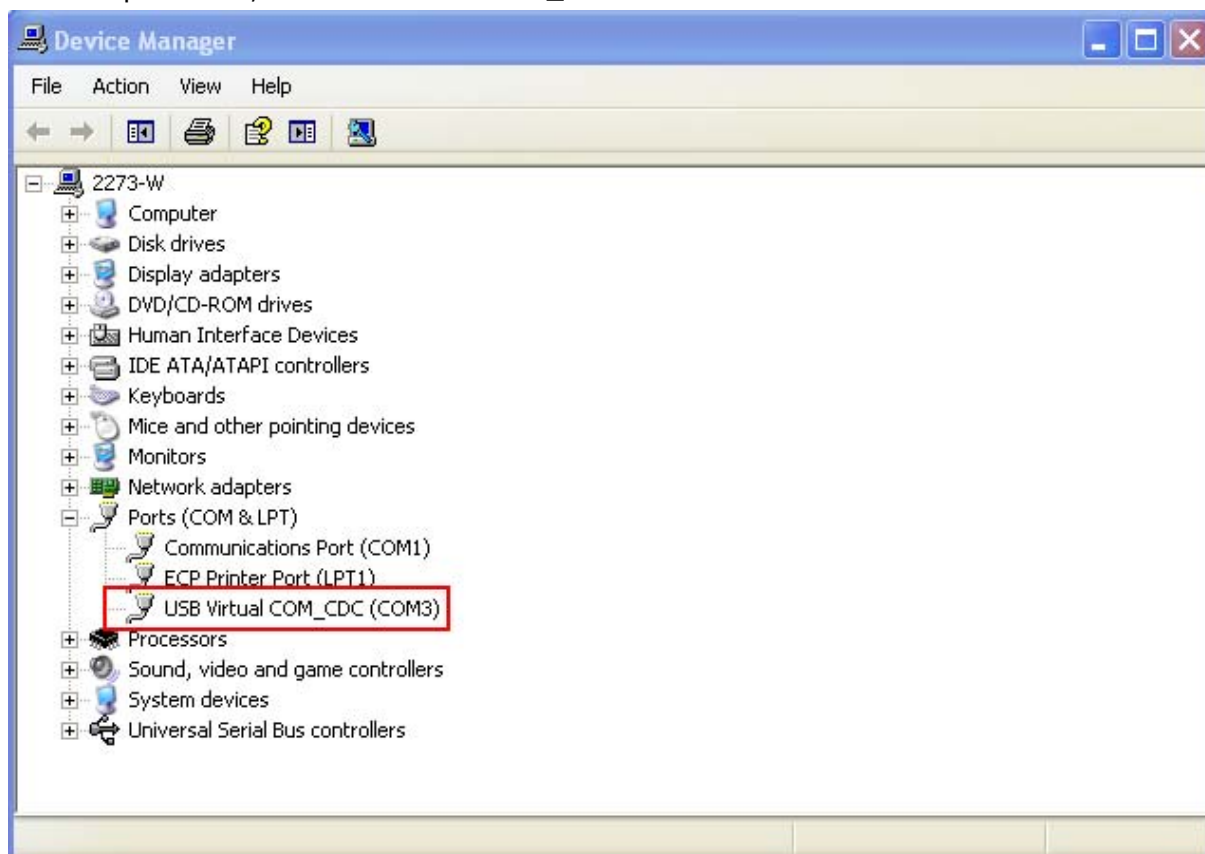 Device Manager
File Action View Help
2273-W
Computer
Disk drives
Display adapters
DVD/CD-ROM drives
Human Interface Devices
IDE ATA/ATAPI controllers
Keyboards
Mice and other pointing devices
Monitors
Network adapters
Ports (COM & LPT)
Communications Port (COM1)
ECP Printer Port (LPT1)
USB Virtual COM_CDC (COM3)
Processors
Sound, video and game controllers
System devices
Universal Serial Bus controllers